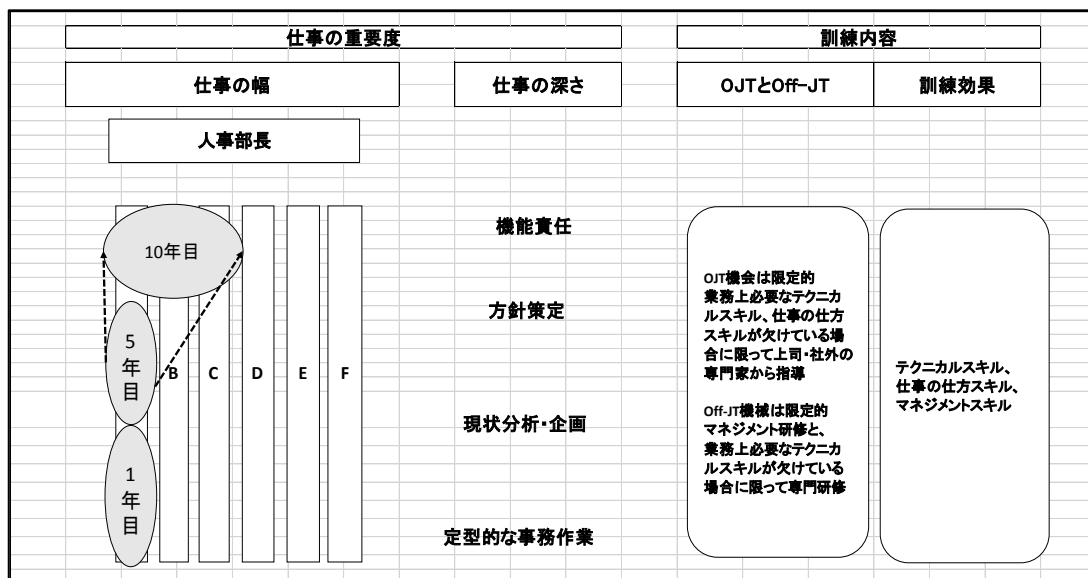 仕事の重要度
訓練内容
仕事の幅
仕事の深さ
OJTとOff-JT
訓練効果
人事部長
10年目
5
年
目
1
年
目
B
C
D
E
F
機能責任
方針策定
現状分析・企画
定型的な事務作業
OJT機会は限定的
業務上必要なテクニカ
ルスキル、仕事の仕方
スキルが欠けている場
合に限って上司・社外の
専門家から指導
Off-JT機械は限定的
マネジメント研修と、
業務上必要なテクニカ
ルスキルが欠けている
場合に限って専門研修
テクニカルスキル、
仕事の仕方スキル、
マネジメントスキル